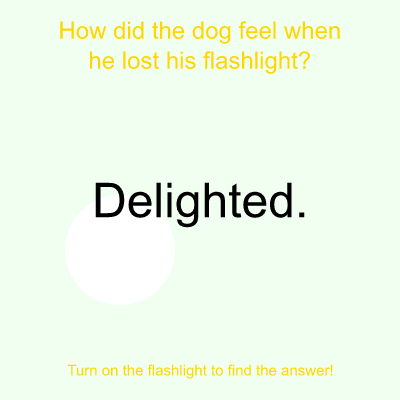 How did the dog feel when
he lost his flashlight?
Delighted.
Turn on the flashlight to find the answer!